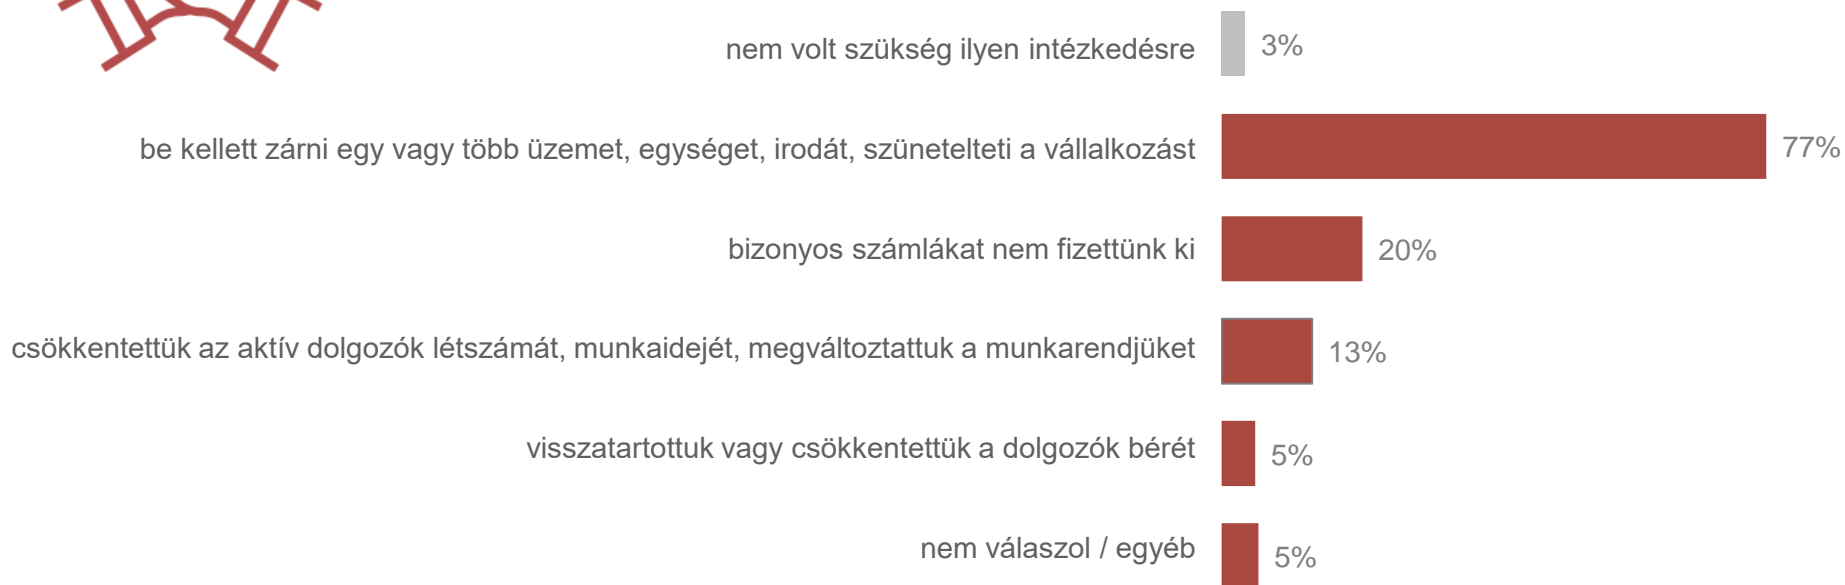 nem volt szükség ilyen intézkedésre 3%
be kellett zárni egy vagy több üzemet, egységet, irodát, szünetelteti a vállalkozást 77%
bizonyos számlákat nem fizettünk ki 20%
csökkentettük az aktív dolgozók létszámát, munkaidejét, megváltoztattuk a munkarendjüket 13%
visszatartottuk vagy csökkentettük a dolgozók bérét 5%
nem válaszol / egyéb 5%